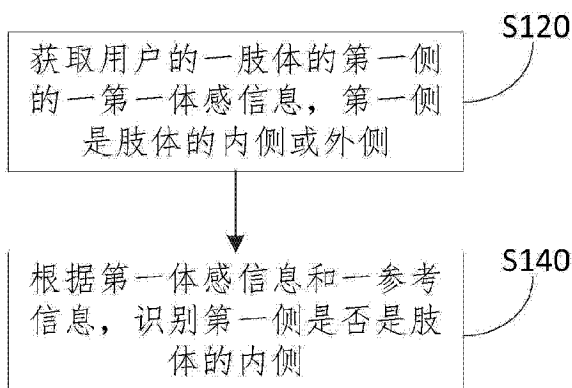 S120
获取用户的一肢体的第一侧
的一第一体感信息，第一侧
是肢体的内侧或外侧
S140
根据第一体感信息和一参考
信息，识别第一侧是否是肢
体的内侧